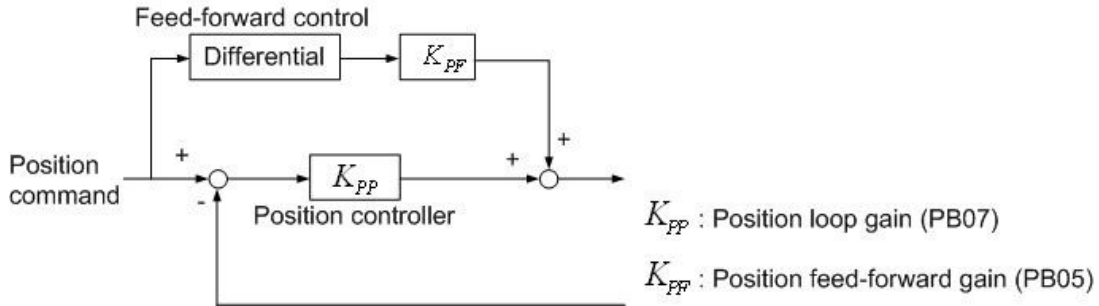 Feed-forward control
Differential
K_PF
+
Position
command
+
-
K_PP
Position controller
+
K_PP : Position loop gain (PB07)
K_PF : Position feed-forward gain (PB05)